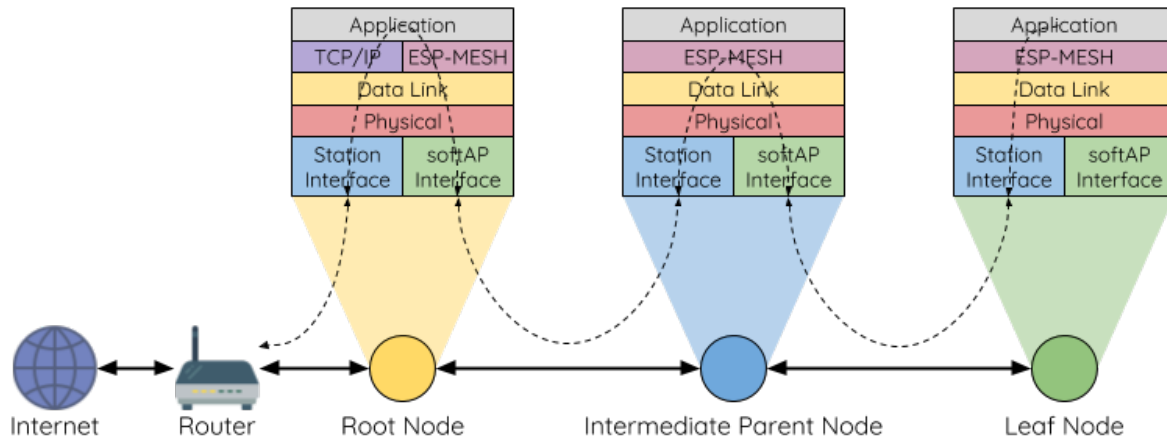 Application
TCP/IP
ESP-MESH
Data Link
Physical
Station
Interface
softAP
Interface
Application
ESP-MESH
Data Link
Physical
Station
Interface
softAP
Interface
Application
ESP-MESH
Data Link
Physical
Station
Interface
softAP
Interface
Internet
Router
Root Node
Intermediate Parent Node
Leaf Node